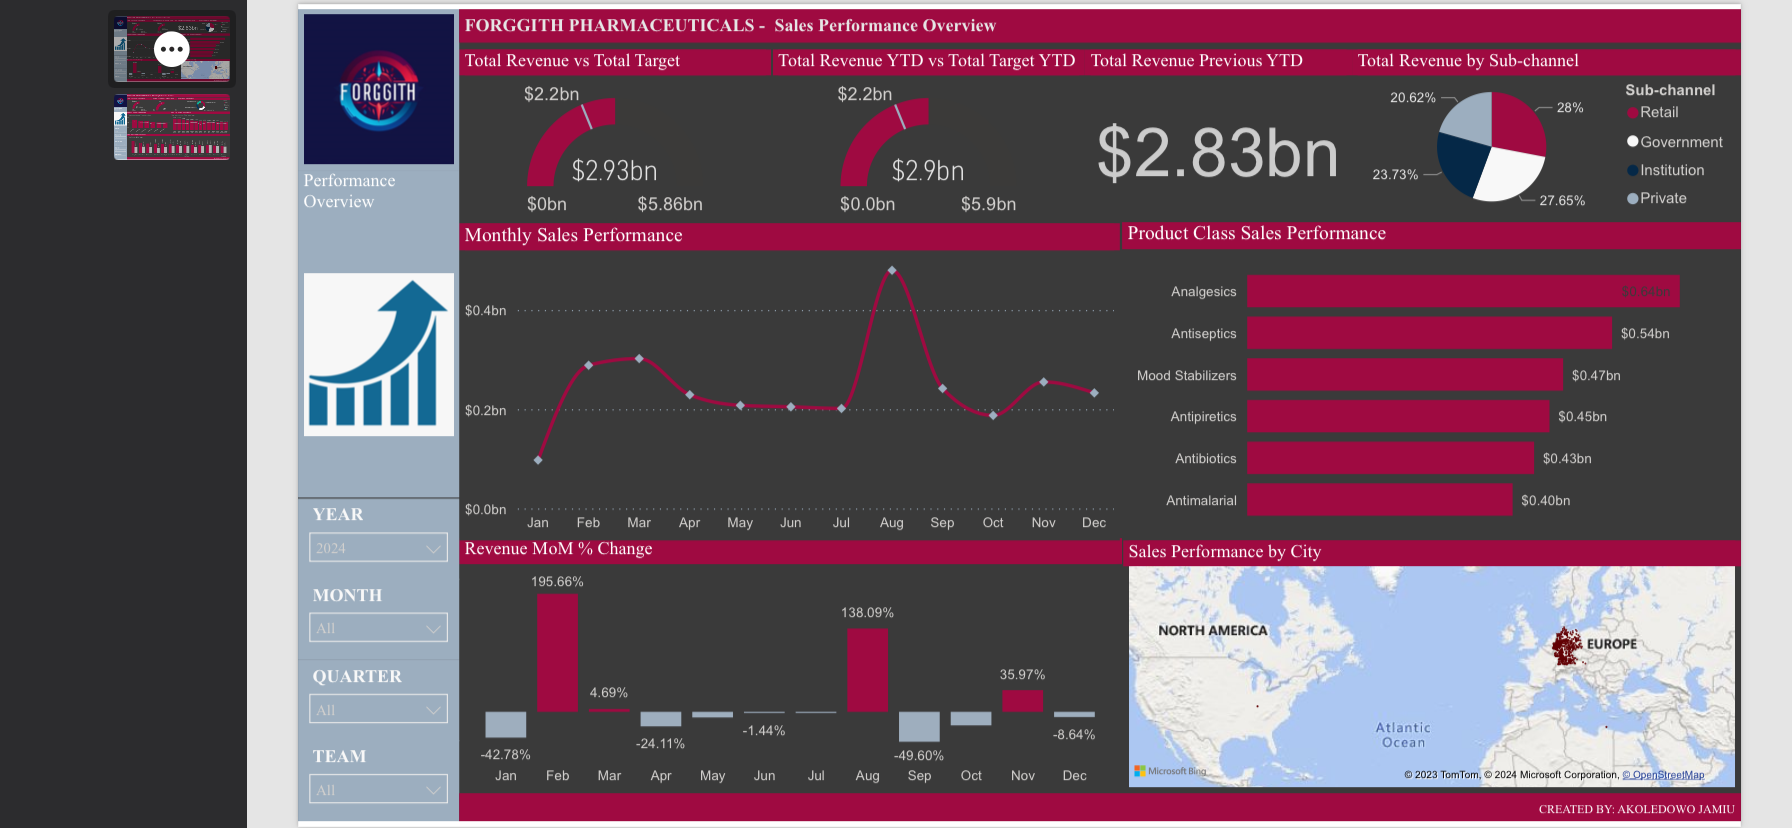 FORGGITH PHARMACEUTICALS - Sales Performance Overview
FORGGITH
Performance
Overview
YEAR
2024
MONTH
All
QUARTER
All
TEAM
All
Total Revenue vs Total Target
$2.2bn
$2.93bn
$0bn
$5.86bn
Total Revenue YTD vs Total Target YTD
$2.2bn
$2.9bn
$0.0bn
$5.9bn
Total Revenue Previous YTD
$2.83bn
Total Revenue by Sub-channel
20.62%
28%
23.73%
27.65%
Sub-channel
Retail
Government
Institution
Private
Monthly Sales Performance
$0.4bn
$0.2bn
$0.0bn
Jan Feb Mar Apr May Jun Jul Aug Sep Oct Nov Dec
Product Class Sales Performance
Analgesics
Antiseptics $0.54bn
Mood Stabilizers $0.47bn
Antipiretics $0.45bn
Antibiotics $0.43bn
Antimalarial $0.40bn
Revenue MoM % Change
195.66%
138.09%
35.97%
4.69%
-1.44%
-8.64%
-24.11%
-42.78%
-49.60%
Jan Feb Mar Apr May Jun Jul Aug Sep Oct Nov Dec
Sales Performance by City
NORTH AMERICA
EUROPE
Atlantic
Ocean
Microsoft Bing
© 2023 TomTom, © 2024 Microsoft Corporation, © OpenStreetMap
CREATED BY: AKOLEDOWO JAMIU